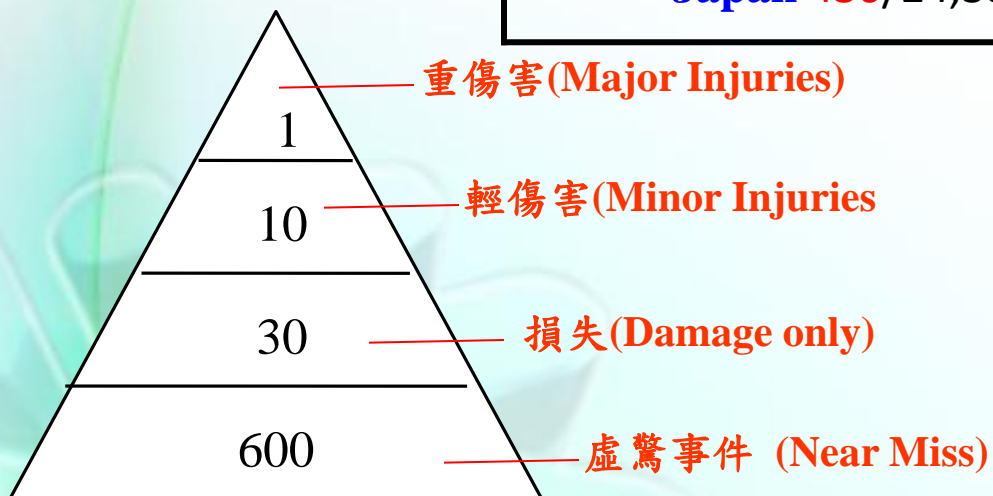 Japan
重傷害(Major Injuries)
1
輕傷害(Minor Injuries
10
損失(Damage only)
30
600
虛驚事件 (Near Miss)